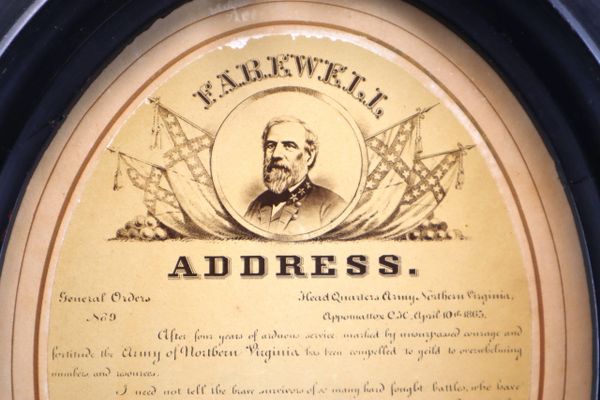 FAREWELL
ADDRESS.
General Orders
No 9
Head Quarters Army Northern Virginia,
Appomattox C.H., April 10th 1865.
After four years of arduous service marked by unsurpassed courage and
fortitude the Army of Northern Virginia has been compelled to yeild to overwhelming
numbers and resources.
I need not tell the brave survivors of so many hard fought battles, who have